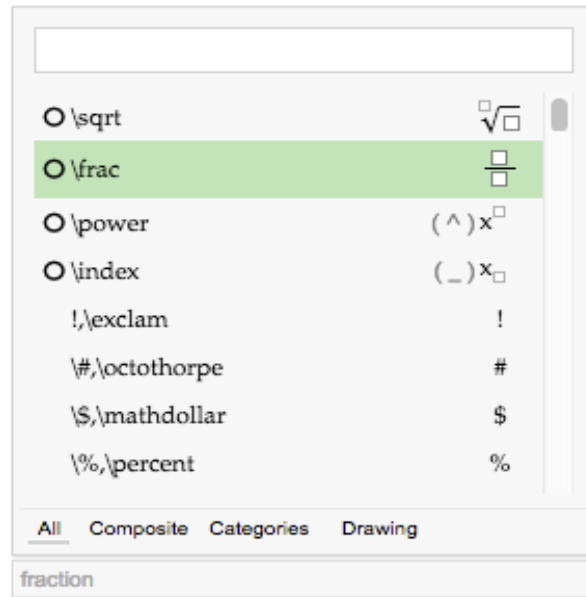 \sqrt √
\frac
\power (^) x
\index (_) x
!,\exclam !
\#,\octothorpe #
\$,\mathdollar $
\%,\percent %
All Composite Categories Drawing
fraction